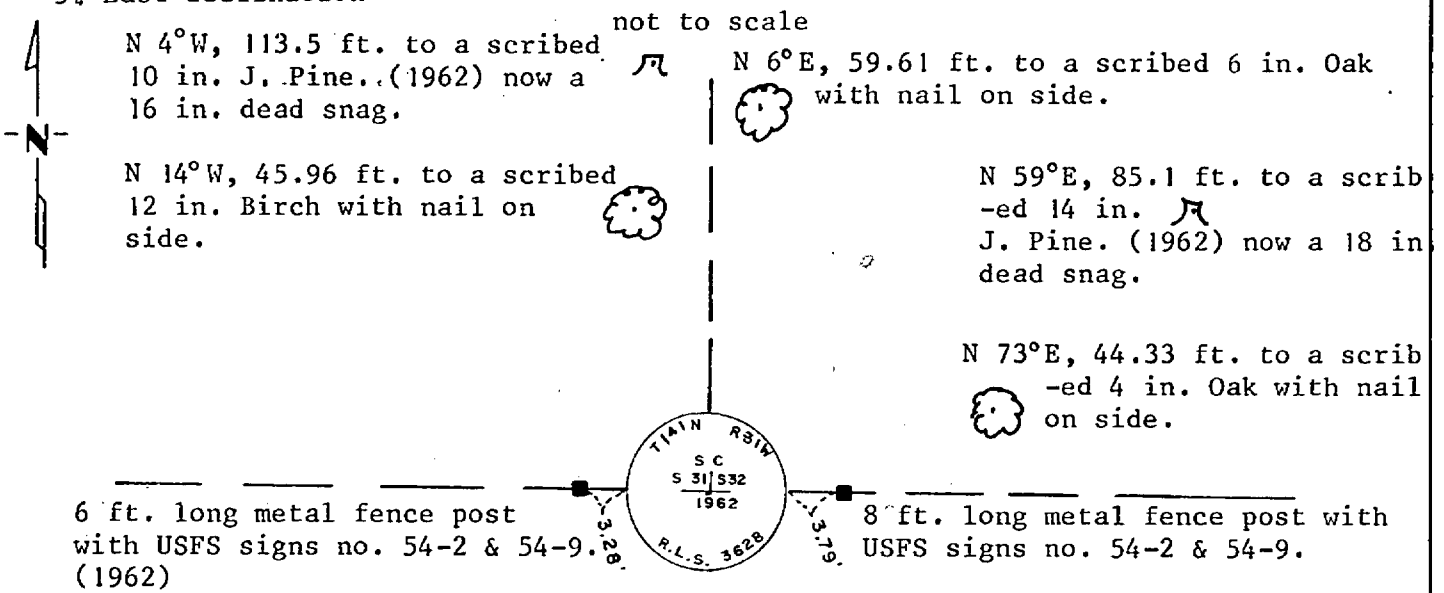 not to scale
N 4°W, 113.5 ft. to a scribed
10 in. J. Pine. (1962) now a
16 in. dead snag.
N 6°E, 59.61 ft. to a scribed 6 in. Oak
with nail on side.
-N-
N 14°W, 45.96 ft. to a scribed
12 in. Birch with nail on
side.
N 59°E, 85.1 ft. to a scrib
-ed 14 in.
J. Pine. (1962) now a 18 in
dead snag.
N 73°E, 44.33 ft. to a scrib
-ed 4 in. Oak with nail
on side.
T141N R31W
S C
S 31 S32
1962
R.L.S. 3628
3.28'
3.79'
6 ft. long metal fence post
with USFS signs no. 54-2 & 54-9.
(1962)
8 ft. long metal fence post with
USFS signs no. 54-2 & 54-9.